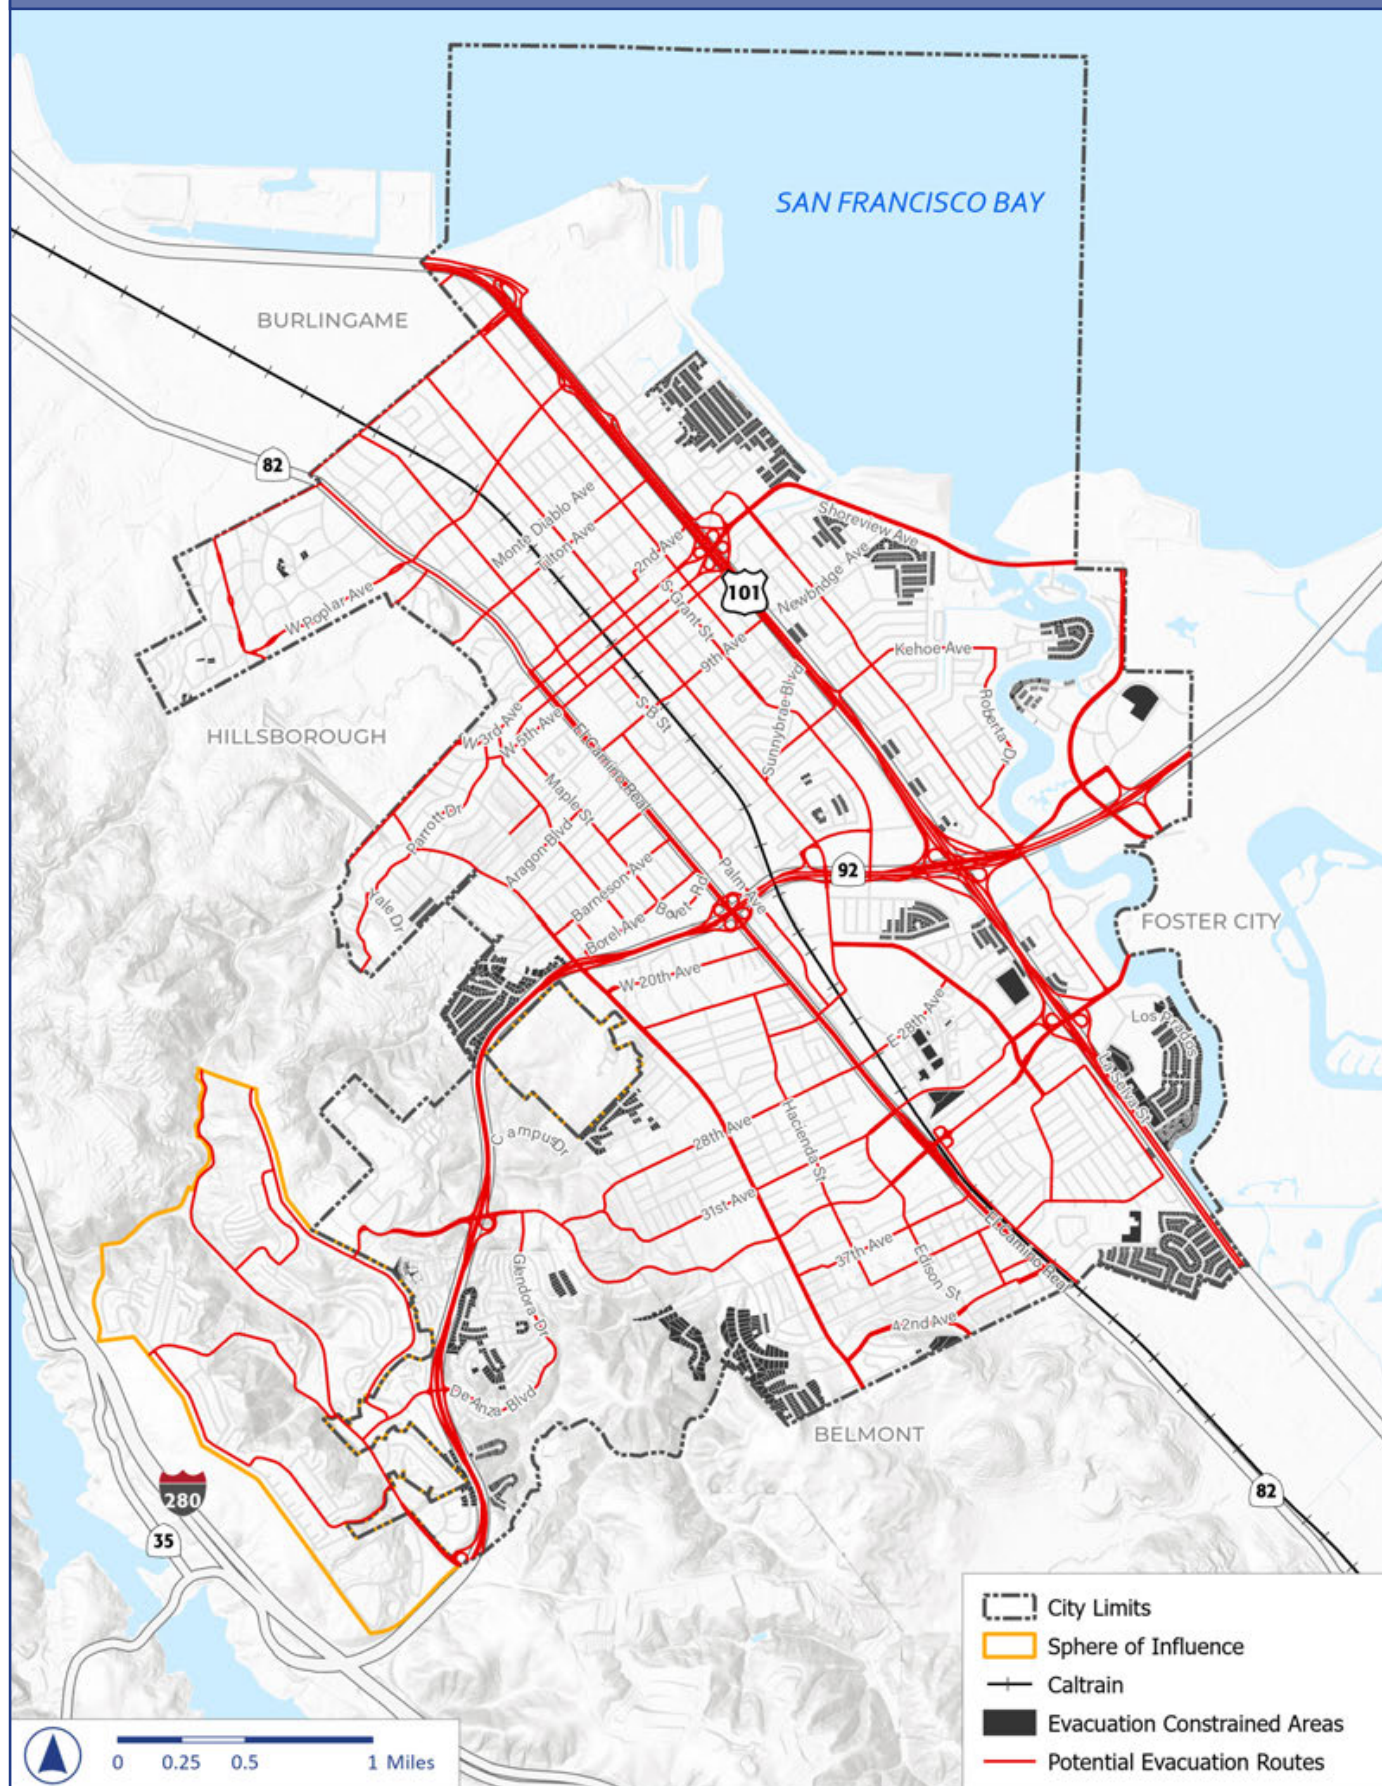 SAN FRANCISCO BAY
BURLINGAME
82
Monte Diablo Ave
Tilton Ave
2nd Ave
Shoreview Ave
101
Newbridge Ave
S Grant St
W Poplar Ave
9th Ave
Kehoe Ave
Sunnybrae Blvd
Roberta Dr
S B St
HILLSBOROUGH
W 3rd Ave
W 5th Ave
El Camino Real
Maple St
Parrott Dr
Aragon Blvd
92
Palm Ave
Barneson Ave
Bovet Rd
Yale Dr
Borel Ave
FOSTER CITY
W 20th Ave
E 28th Ave
Los Prados
La Selva St
Campus Dr
28th Ave
Hacienda St
31st Ave
El Camino Real
37th Ave
Edison St
Glendora Dr
42nd Ave
De Anza Blvd
BELMONT
280
82
35
City Limits
Sphere of Influence
Caltrain
Evacuation Constrained Areas
Potential Evacuation Routes
0 0.25 0.5 1 Miles